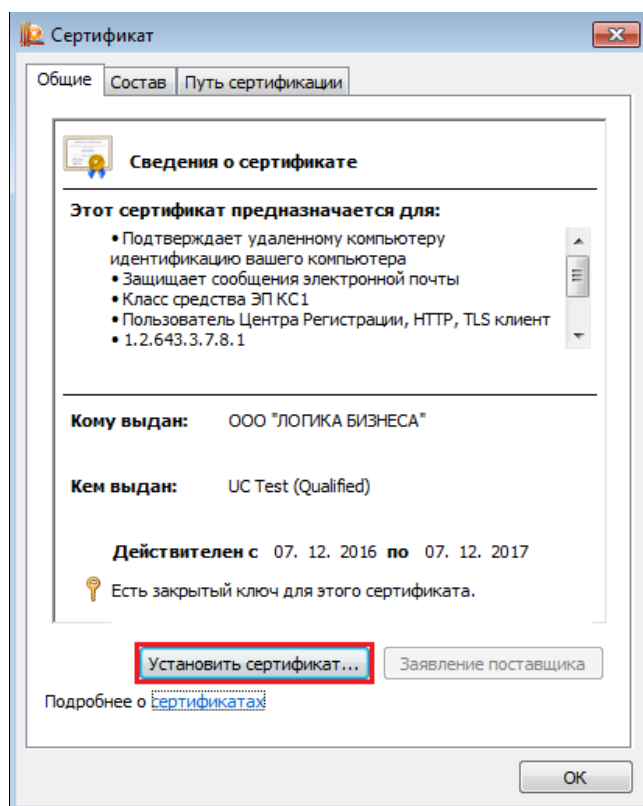 Сертификат
Общие Состав Путь сертификации
Сведения о сертификате
Этот сертификат предназначается для:
• Подтверждает удаленному компьютеру
идентификацию вашего компьютера
• Защищает сообщения электронной почты
• Класс средства ЭП КС1
• Пользователь Центра Регистрации, HTTP, TLS клиент
• 1.2.643.3.7.8.1
Кому выдан: ООО "ЛОГИКА БИЗНЕСА"
Кем выдан: UC Test (Qualified)
Действителен с 07. 12. 2016 по 07. 12. 2017
Есть закрытый ключ для этого сертификата.
Установить сертификат... Заявление поставщика
Подробнее о сертификатах
ОК